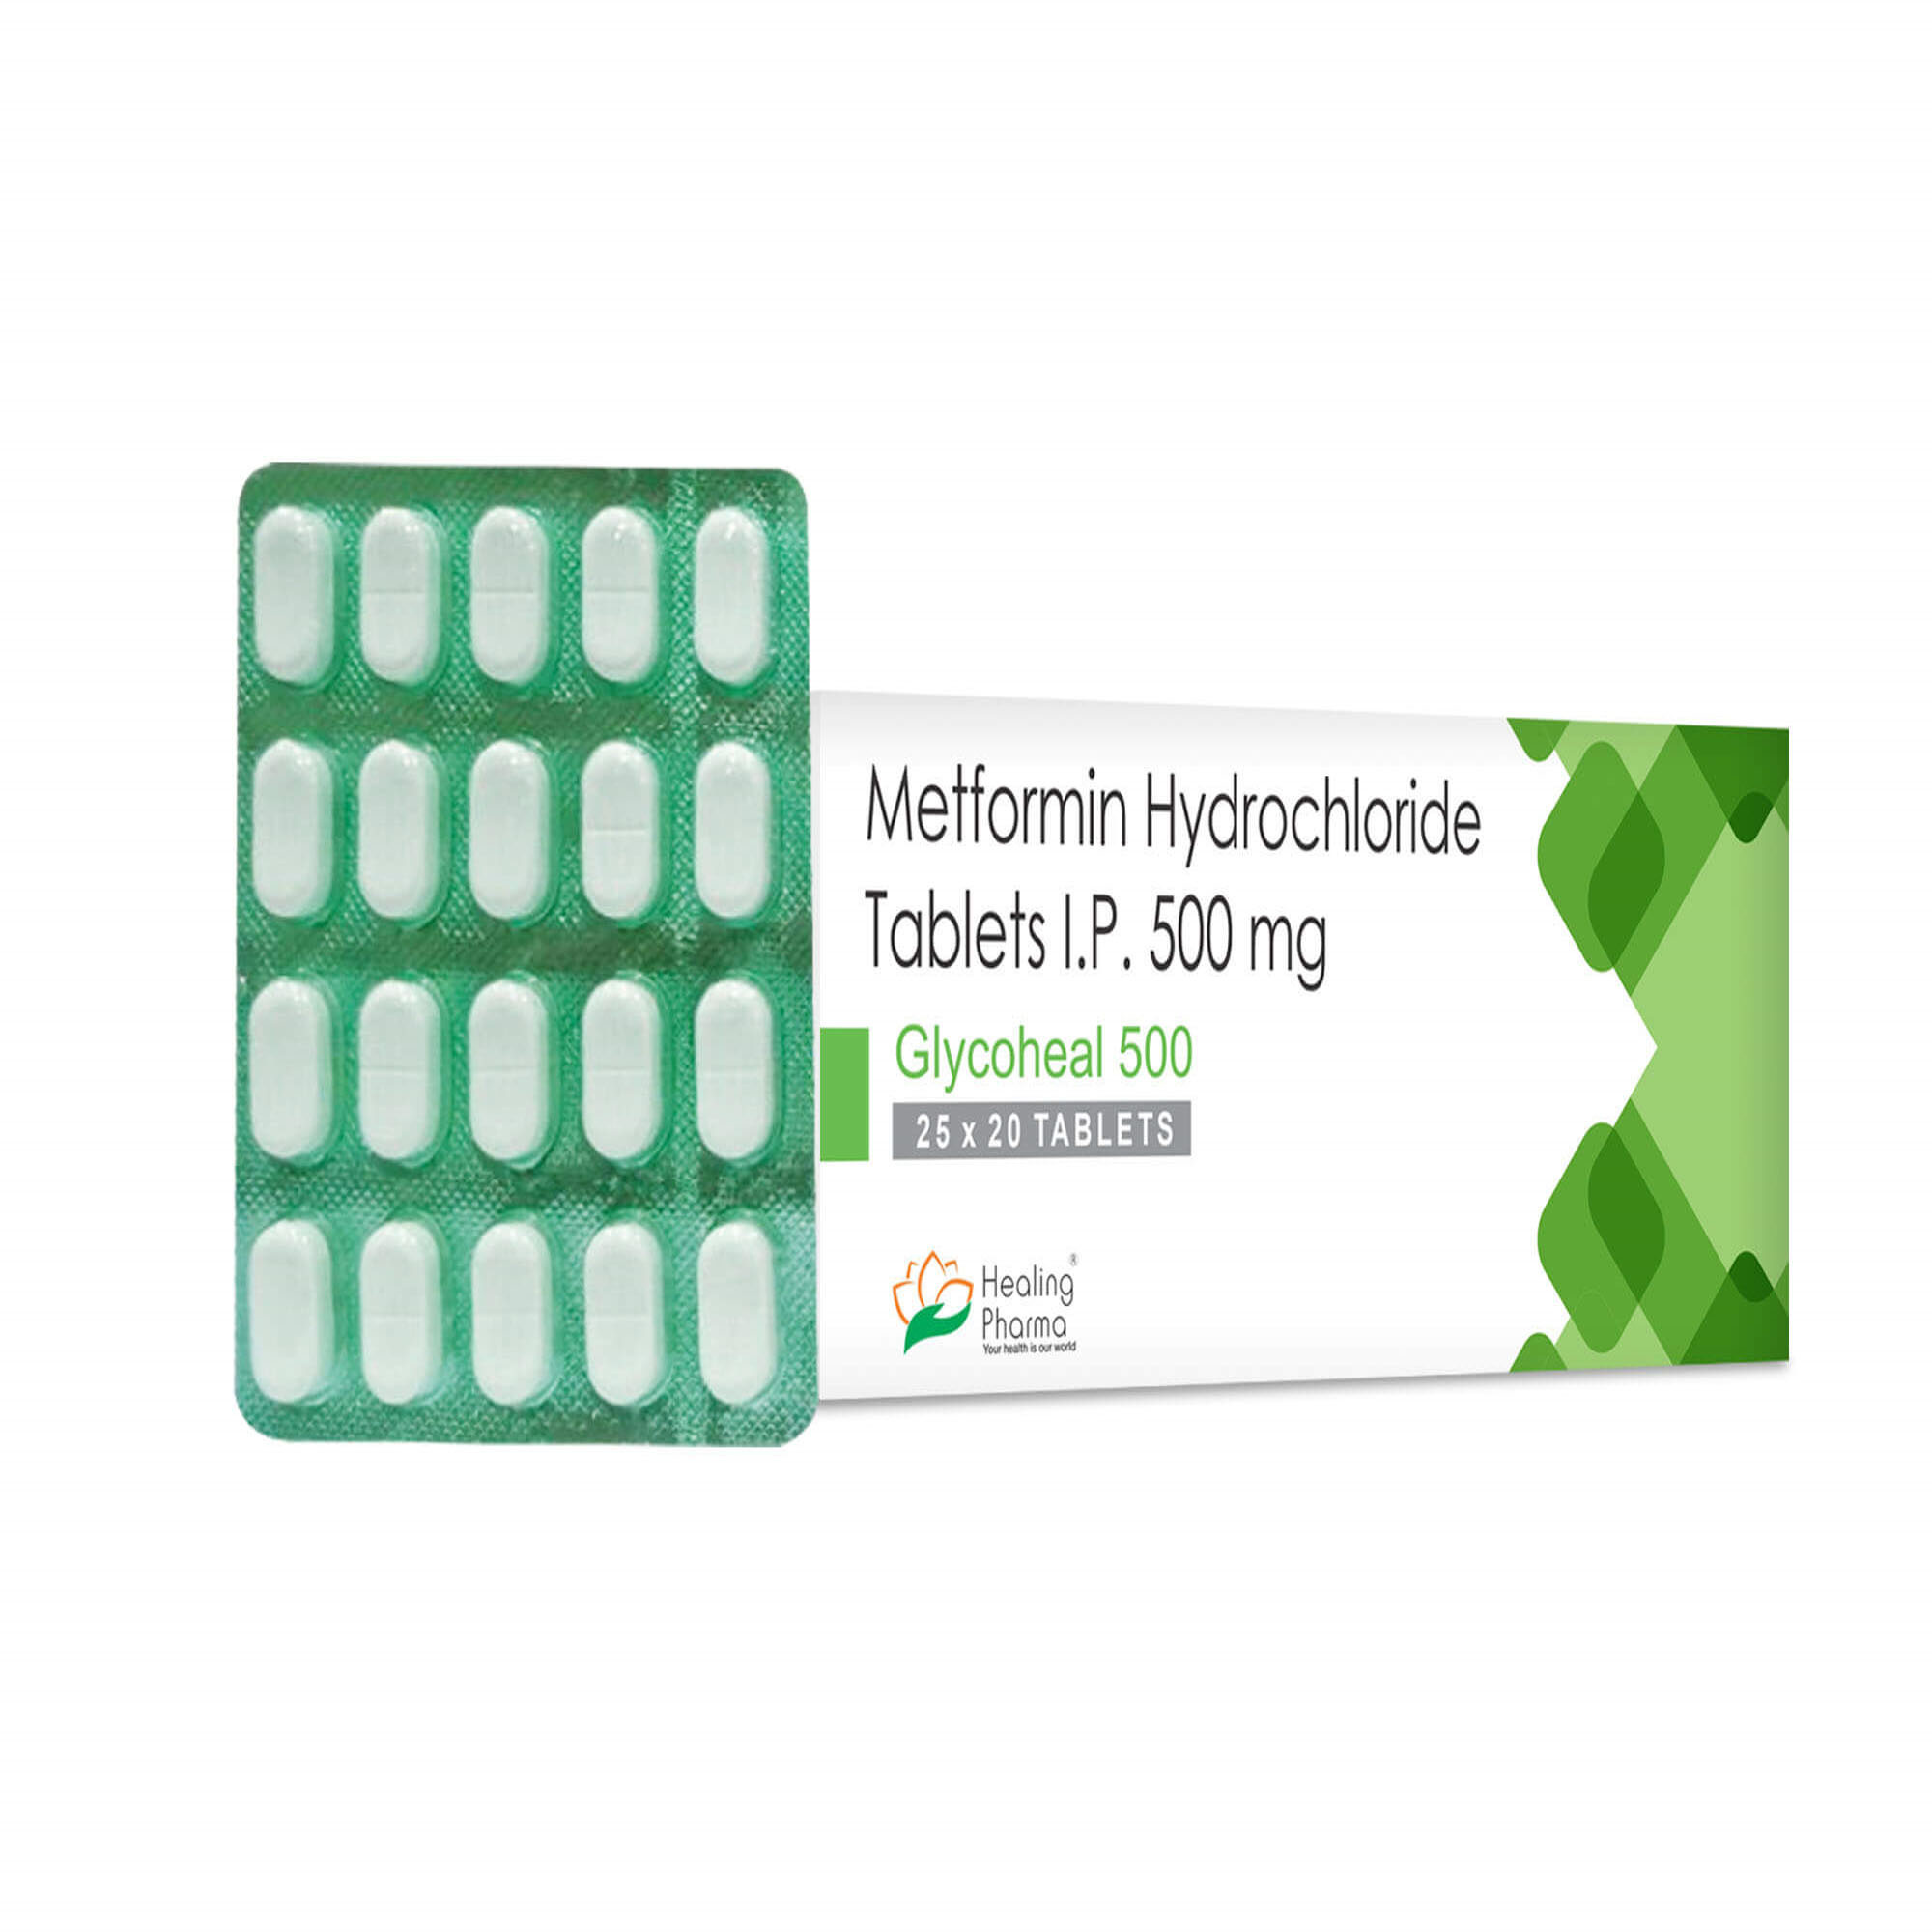 Metformin Hydrochloride
Tablets I.P. 500 mg
Glycoheal 500
25 x 20 TABLETS
Healing
Pharma
®
Your health is our world